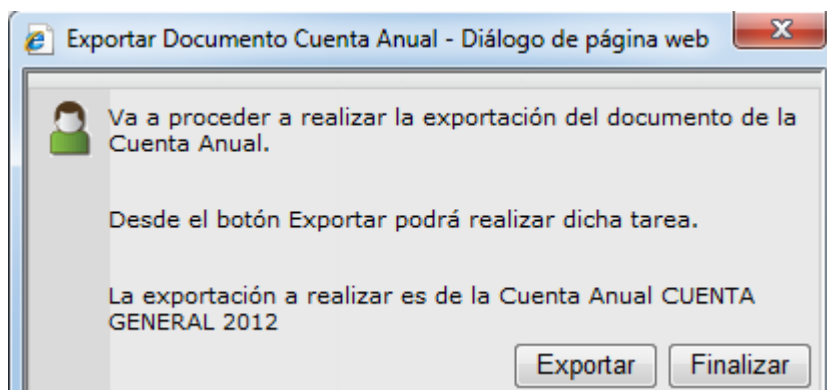 Exportar Documento Cuenta Anual - Diálogo de página web
Va a proceder a realizar la exportación del documento de la
Cuenta Anual.
Desde el botón Exportar podrá realizar dicha tarea.
La exportación a realizar es de la Cuenta Anual CUENTA
GENERAL 2012
Exportar Finalizar